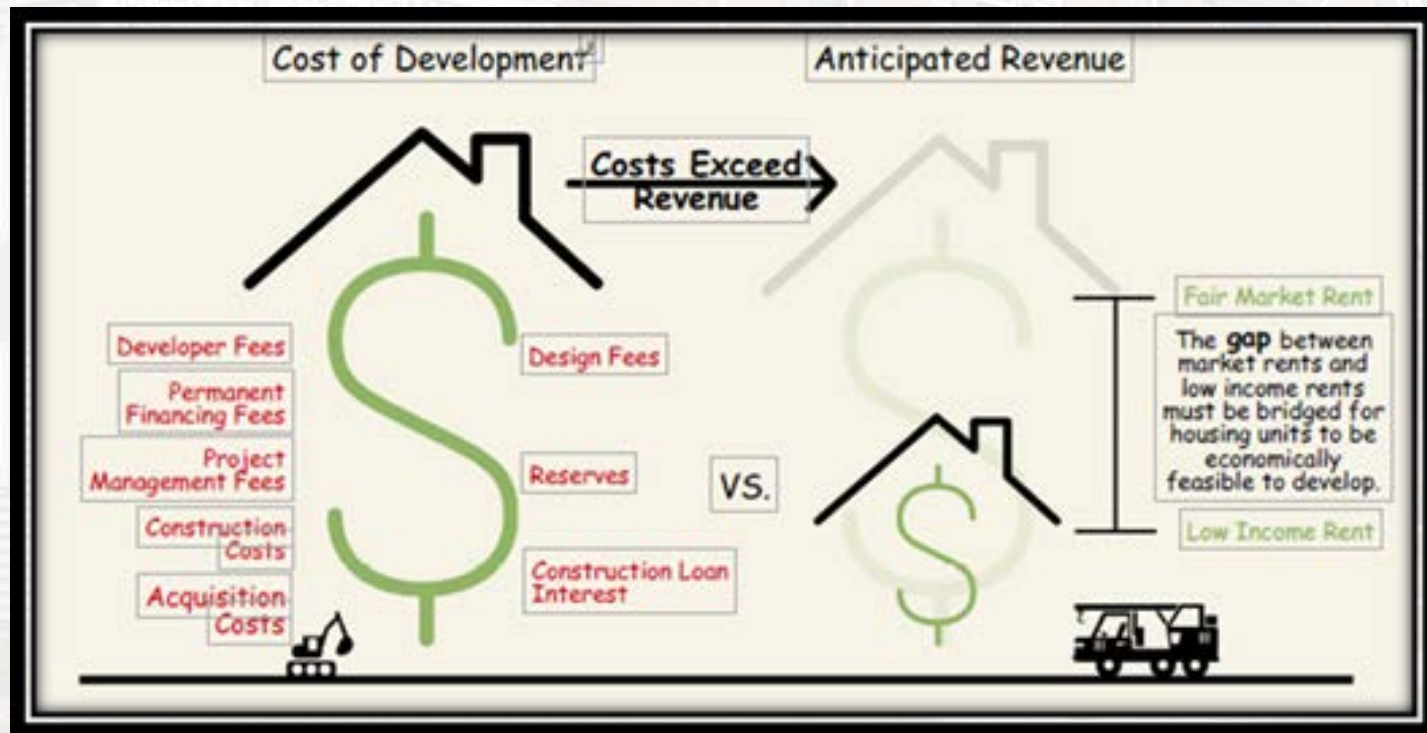 Cost of Development
Anticipated Revenue
Costs Exceed
Revenue
Developer Fees
Permanent
Financing Fees
Project
Management Fees
Construction
Costs
Acquisition
Costs
Design Fees
Reserves
Construction Loan
Interest
VS.
Fair Market Rent
The gap between
market rents and
low income rents
must be bridged for
housing units to be
economically
feasible to develop.
Low Income Rent